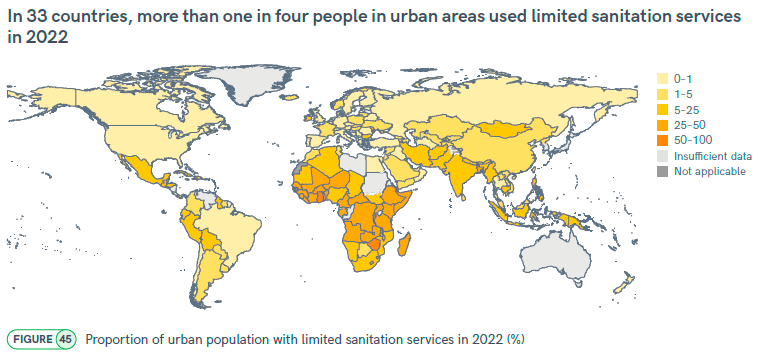 In 33 countries, more than one in four people in urban areas used limited sanitation services
in 2022
0-1
1-5
5-25
25-50
50-100
Insufficient data
Not applicable
FIGURE 45 Proportion of urban population with limited sanitation services in 2022 (%)